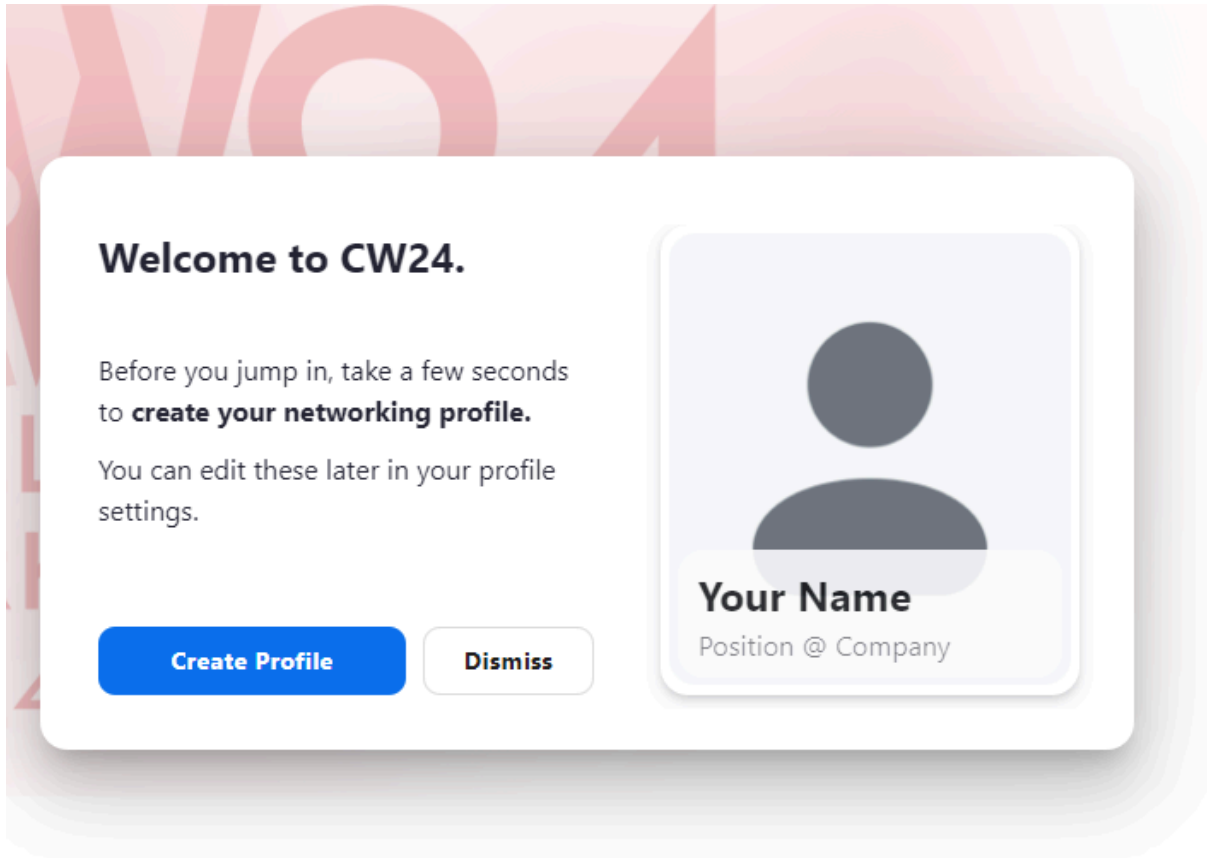 Welcome to CW24.
Before you jump in, take a few seconds
to create your networking profile.
You can edit these later in your profile
settings.
Create Profile
Dismiss
Your Name
Position @ Company